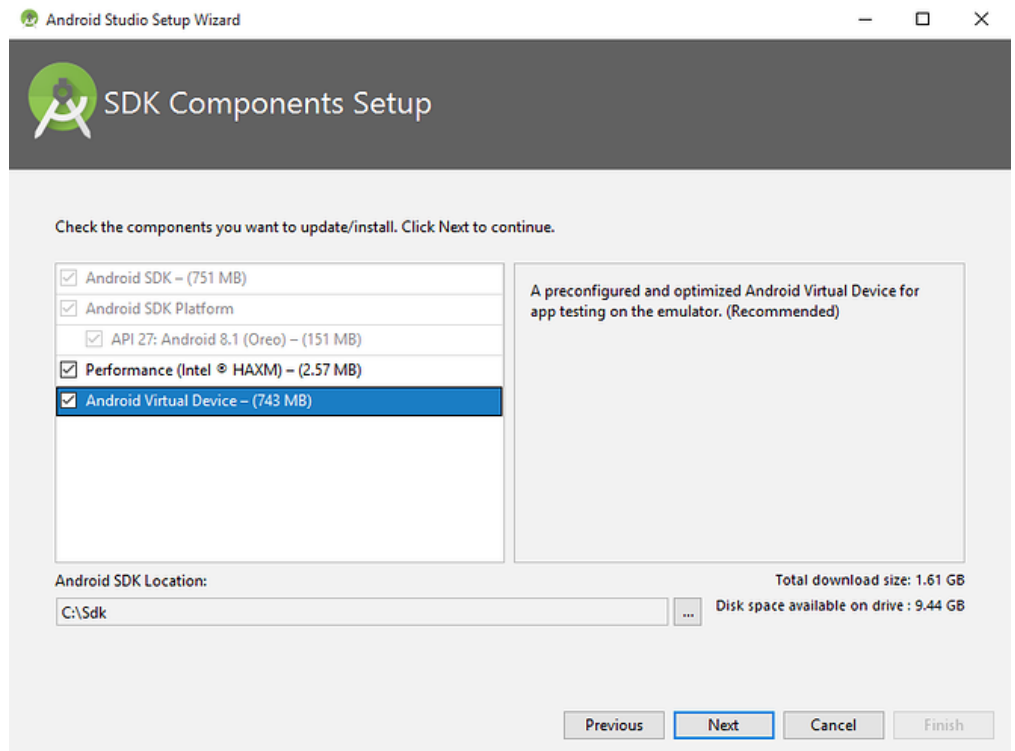 Android Studio Setup Wizard
SDK Components Setup
Check the components you want to update/install. Click Next to continue.
Android SDK – (751 MB)
Android SDK Platform
API 27: Android 8.1 (Oreo) – (151 MB)
Performance (Intel ® HAXM) – (2.57 MB)
Android Virtual Device – (743 MB)
A preconfigured and optimized Android Virtual Device for
app testing on the emulator. (Recommended)
Android SDK Location:
Total download size: 1.61 GB
C:\Sdk
...
Disk space available on drive : 9.44 GB
Previous
Next
Cancel
Finish